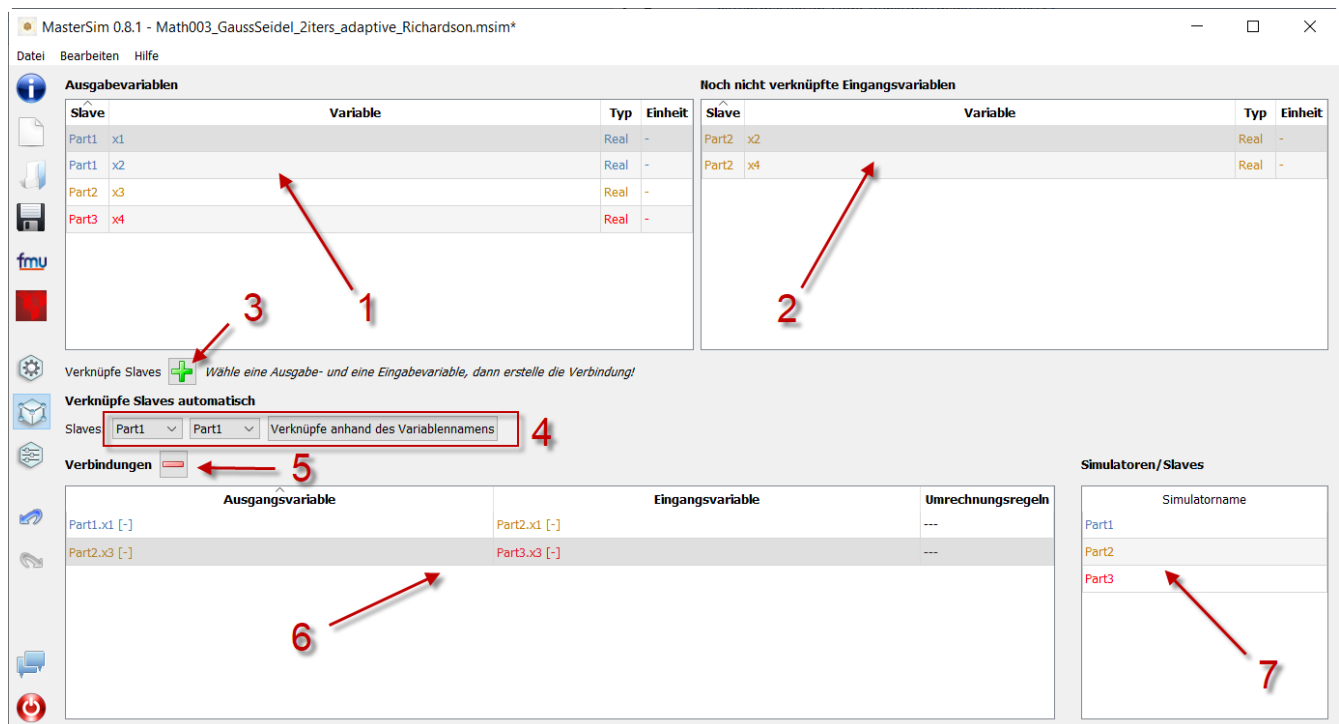 MasterSim 0.8.1 - Math003_GaussSeidel_2iters_adaptive_Richardson.msim*
Datei Bearbeiten Hilfe
Ausgabevariablen
Slave Variable Typ Einheit
Part1 x1 Real -
Part1 x2 Real -
Part2 x3 Real -
Part3 x4 Real -
Noch nicht verknüpfte Eingangsvariablen
Slave Variable Typ Einheit
Part2 x2 Real -
Part2 x4 Real -
fmu
1
2
3
Verknüpfe Slaves Wähle eine Ausgabe- und eine Eingabevariable, dann erstelle die Verbindung!
Verknüpfe Slaves automatisch
Slaves Part1 Part1 Verknüpfe anhand des Variablennamens 4
Verbindungen 5
Ausgangsvariable Eingangsvariable Umrechnungsregeln
Part1.x1 [-] Part2.x1 [-] ---
Part2.x3 [-] Part3.x3 [-] ---
6
Simulatoren/Slaves
Simulatorname
Part1
Part2
Part3
7